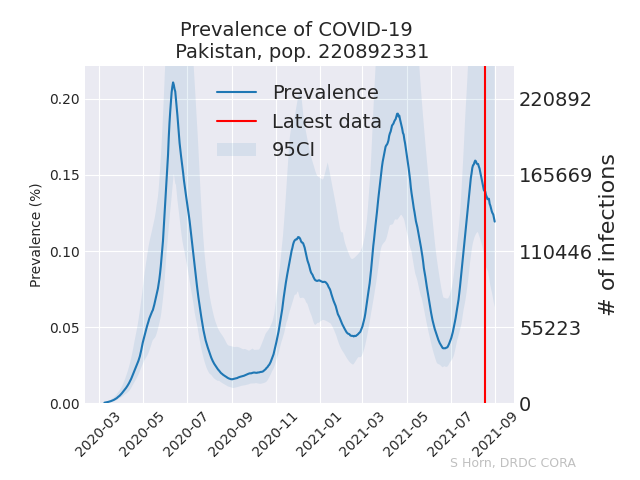 Prevalence of COVID-19
Pakistan, pop. 220892331
Prevalence
Latest data
95CI
Prevalence (%)
0.20
0.15
0.10
0.05
0.00
220892
165669
110446
55223
0
# of infections
2020-03
2020-05
2020-07
2020-09
2020-11
2021-01
2021-03
2021-05
2021-07
2021-09
S Horn, DRDC CORA